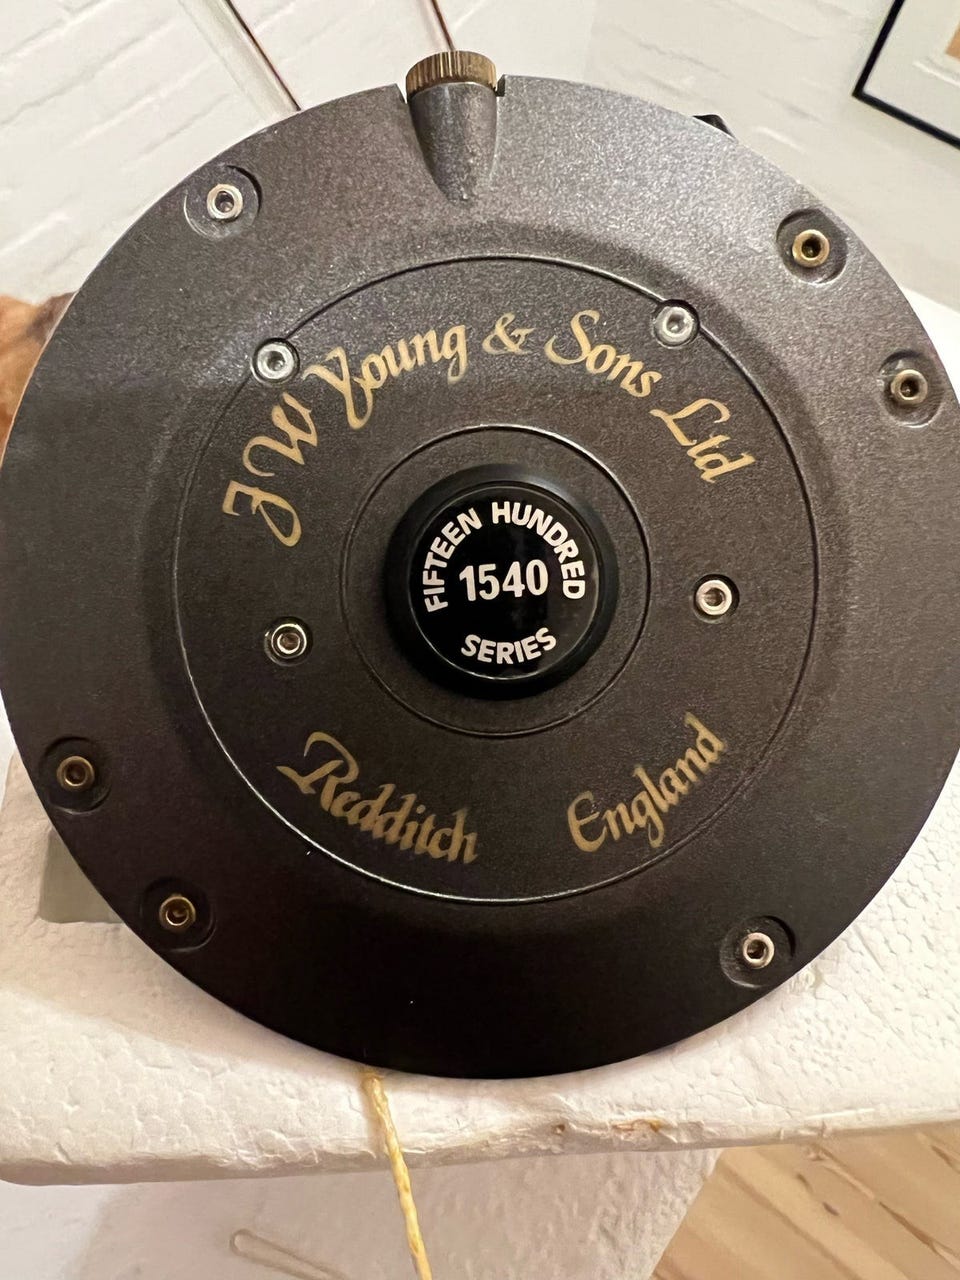 J W Young & Sons Ltd
FIFTEEN HUNDRED
1540
SERIES
Redditch England